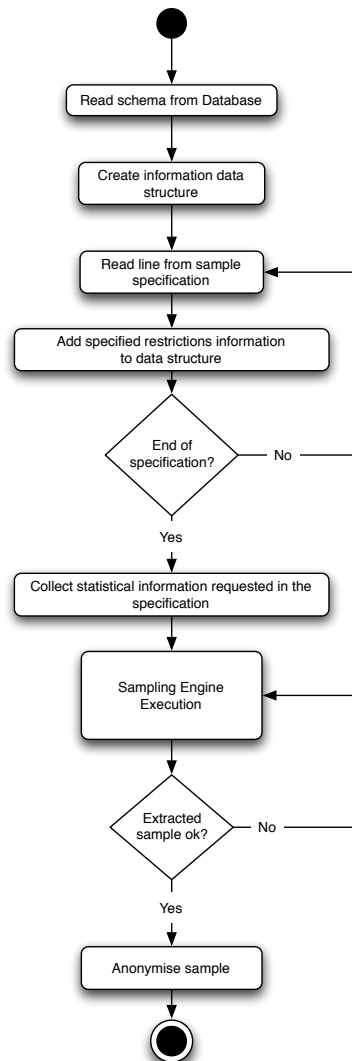 Read schema from Database
Create information data
structure
Read line from sample
specification
Add specified restrictions information
to data structure
End of
specification?
No
Yes
Collect statistical information requested in the
specification
Sampling Engine
Execution
Extracted
sample ok?
No
Yes
Anonymise sample